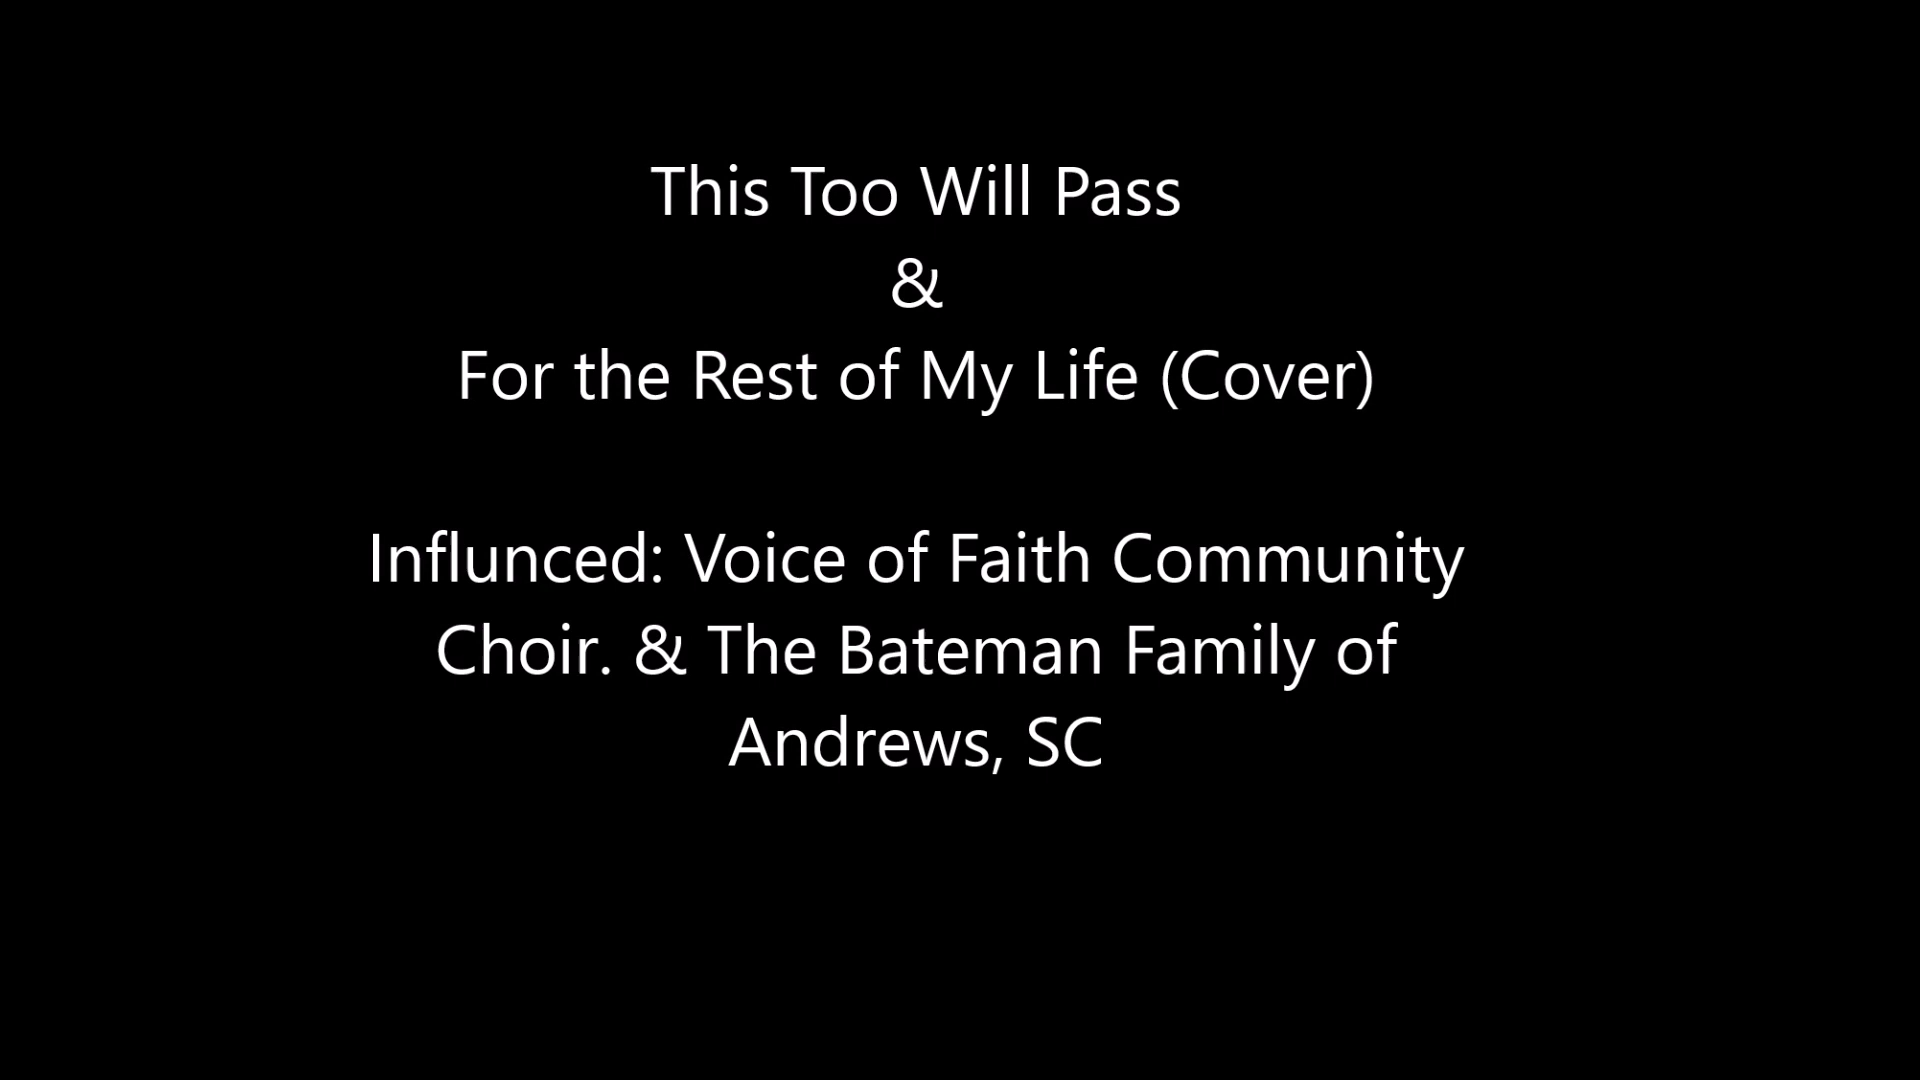 This Too Will Pass
&
For the Rest of My Life (Cover)
Influnced: Voice of Faith Community
Choir. & The Bateman Family of
Andrews, SC